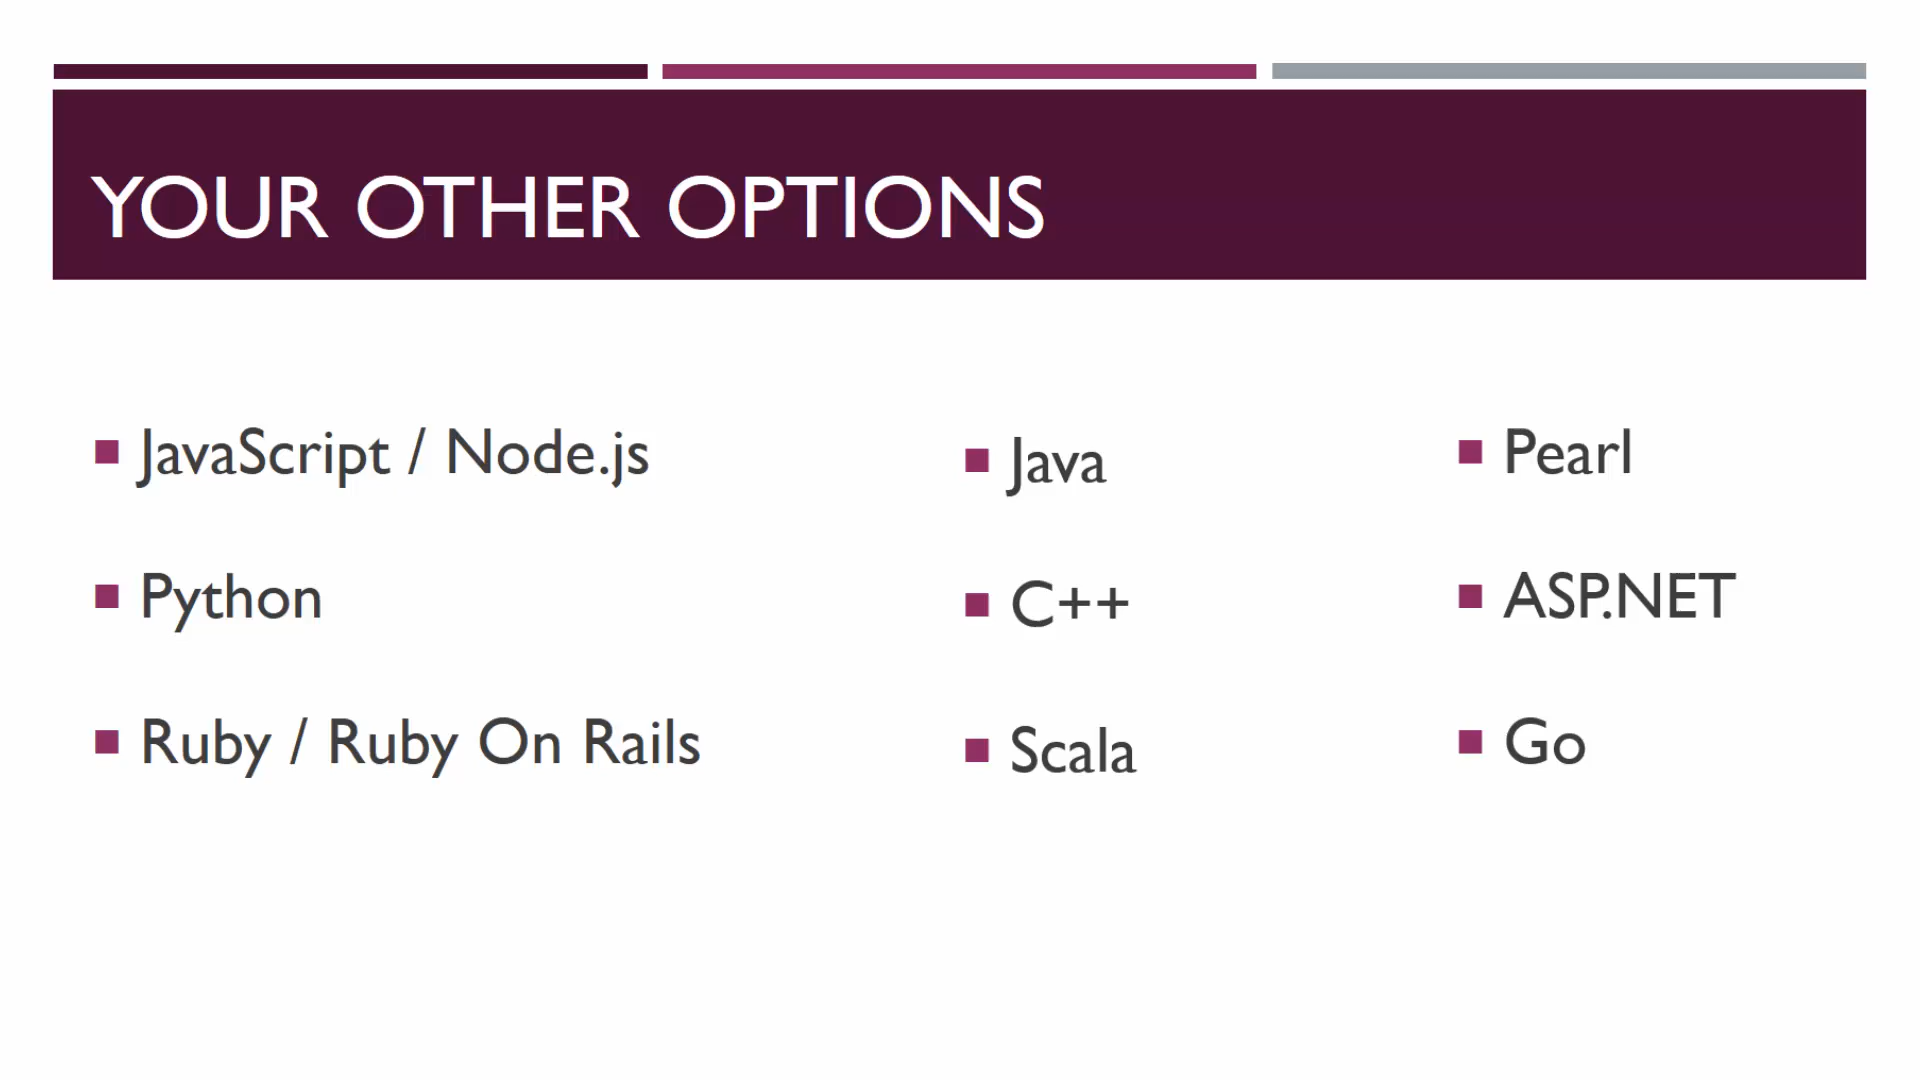 YOUR OTHER OPTIONS
JavaScript / Node.js
Python
Ruby / Ruby On Rails
Java
C++
Scala
Pearl
ASP.NET
Go